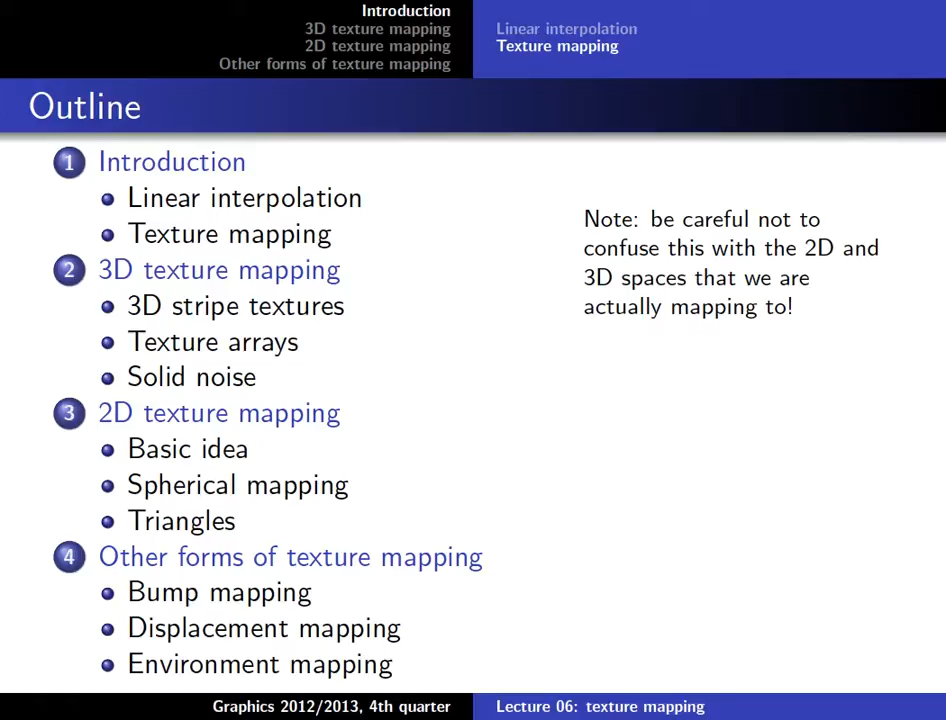 Introduction
3D texture mapping
2D texture mapping
Other forms of texture mapping
Linear interpolation
Texture mapping
Outline
1 Introduction
Linear interpolation
Texture mapping
2 3D texture mapping
3D stripe textures
Texture arrays
Solid noise
3 2D texture mapping
Basic idea
Spherical mapping
Triangles
4 Other forms of texture mapping
Bump mapping
Displacement mapping
Environment mapping
Note: be careful not to
confuse this with the 2D and
3D spaces that we are
actually mapping to!
Graphics 2012/2013, 4th quarter
Lecture 06: texture mapping